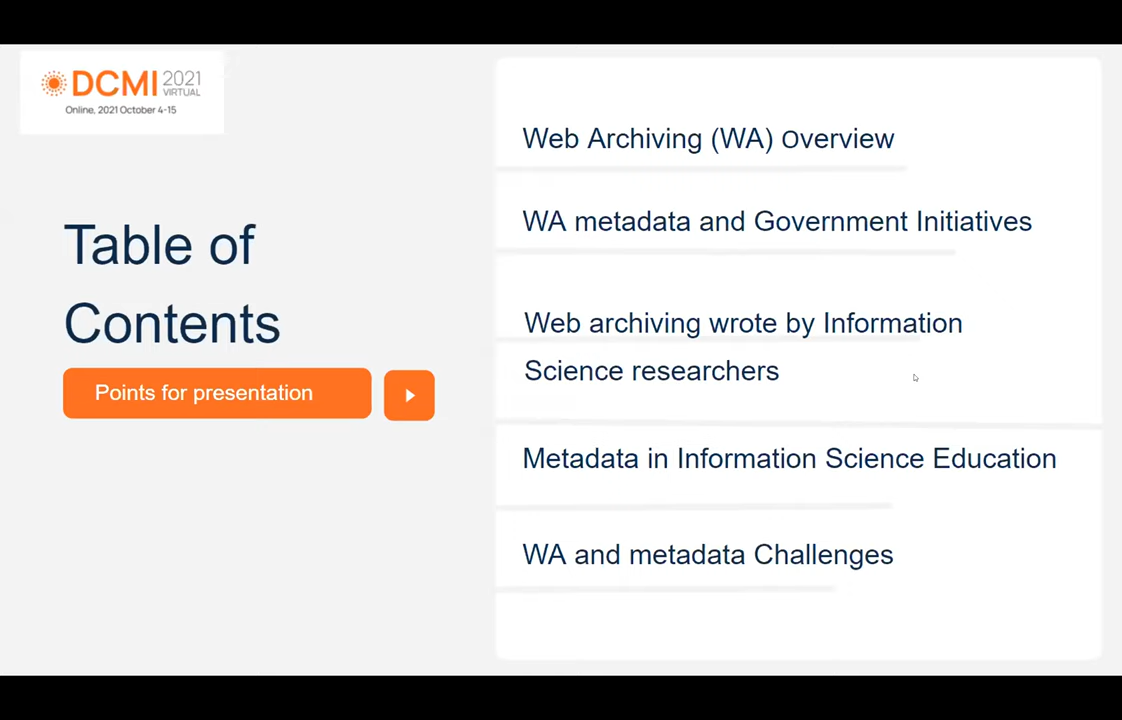 DCMI 2021
VIRTUAL
Online, 2021 October 4-15
Table of
Contents
Points for presentation
Web Archiving (WA) Overview
WA metadata and Government Initiatives
Web archiving wrote by Information
Science researchers
Metadata in Information Science Education
WA and metadata Challenges